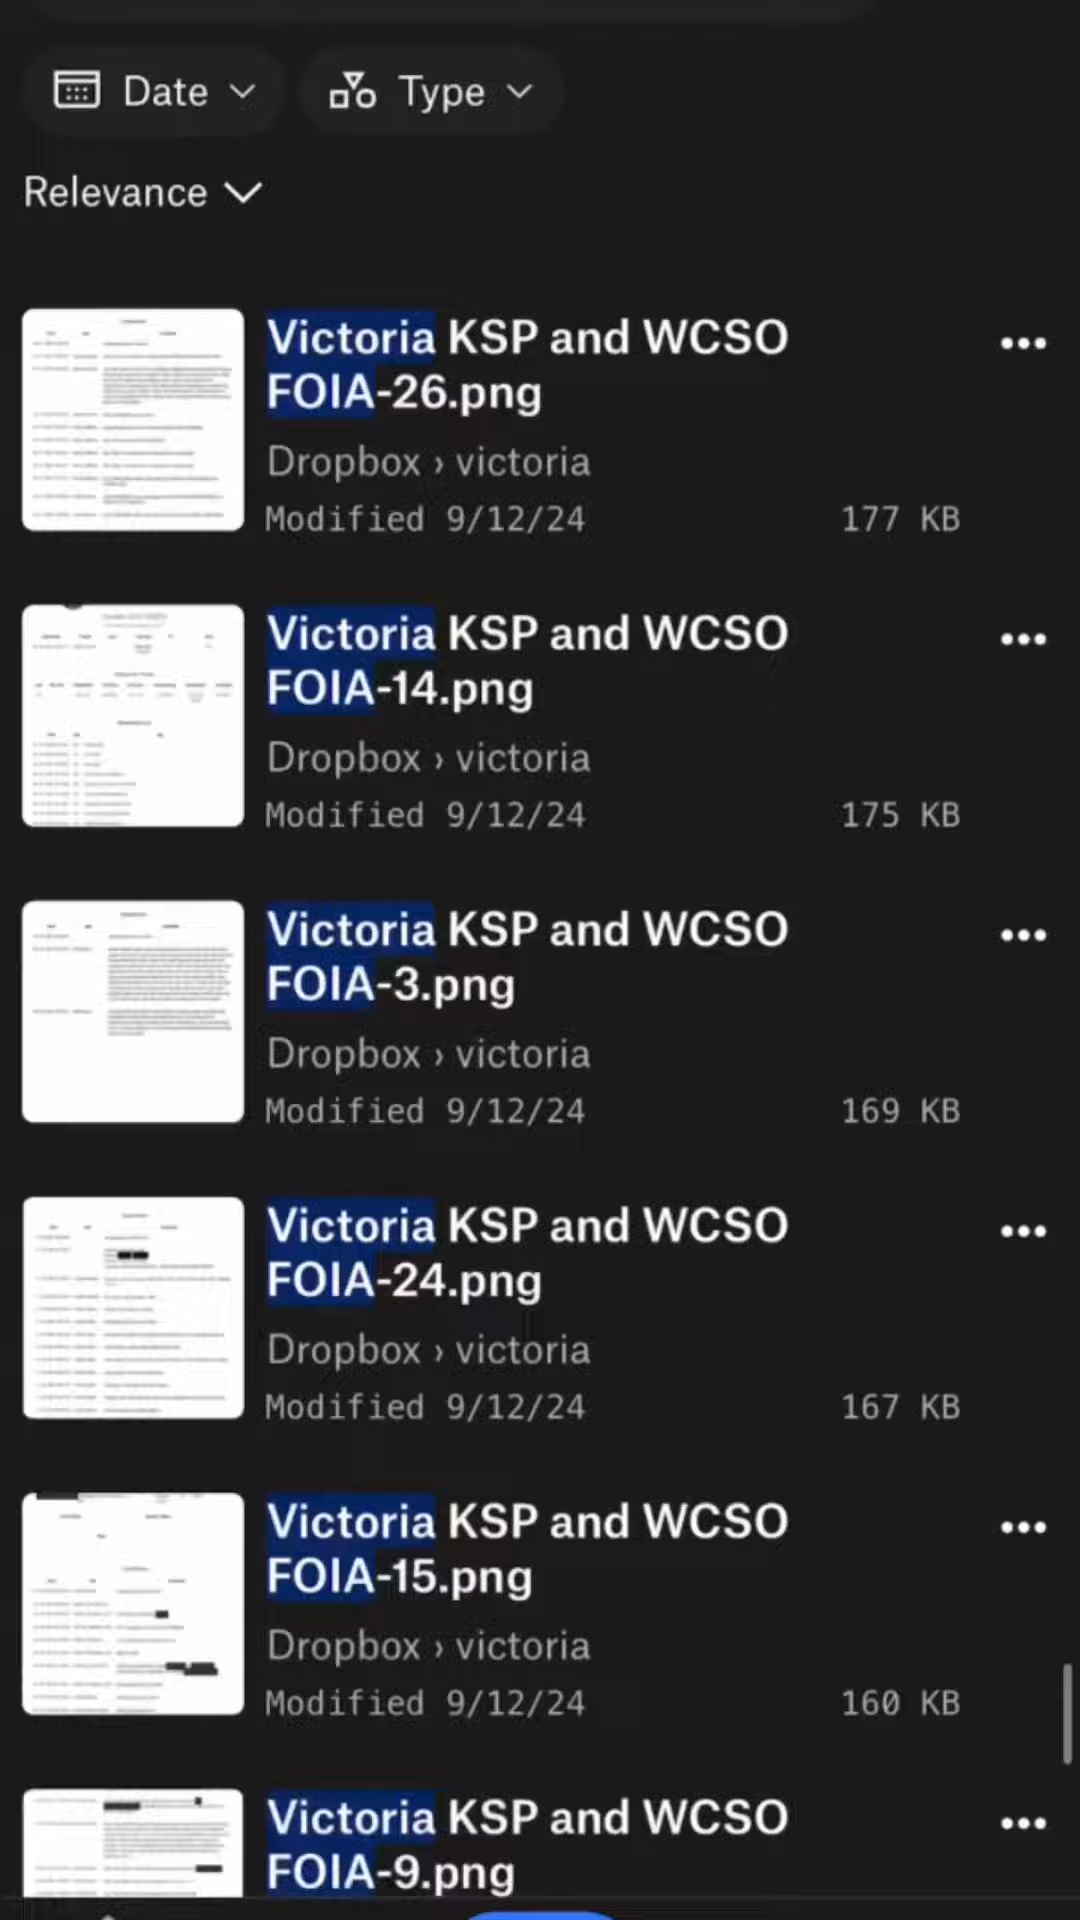 Date
Type
Relevance
Victoria KSP and WCSO
FOIA-26.png
Dropbox › victoria
Modified 9/12/24
177 KB
Victoria KSP and WCSO
FOIA-14.png
Dropbox › victoria
Modified 9/12/24
175 KB
Victoria KSP and WCSO
FOIA-3.png
Dropbox › victoria
Modified 9/12/24
169 KB
Victoria KSP and WCSO
FOIA-24.png
Dropbox › victoria
Modified 9/12/24
167 KB
Victoria KSP and WCSO
FOIA-15.png
Dropbox › victoria
Modified 9/12/24
160 KB
Victoria KSP and WCSO
FOIA-9.png